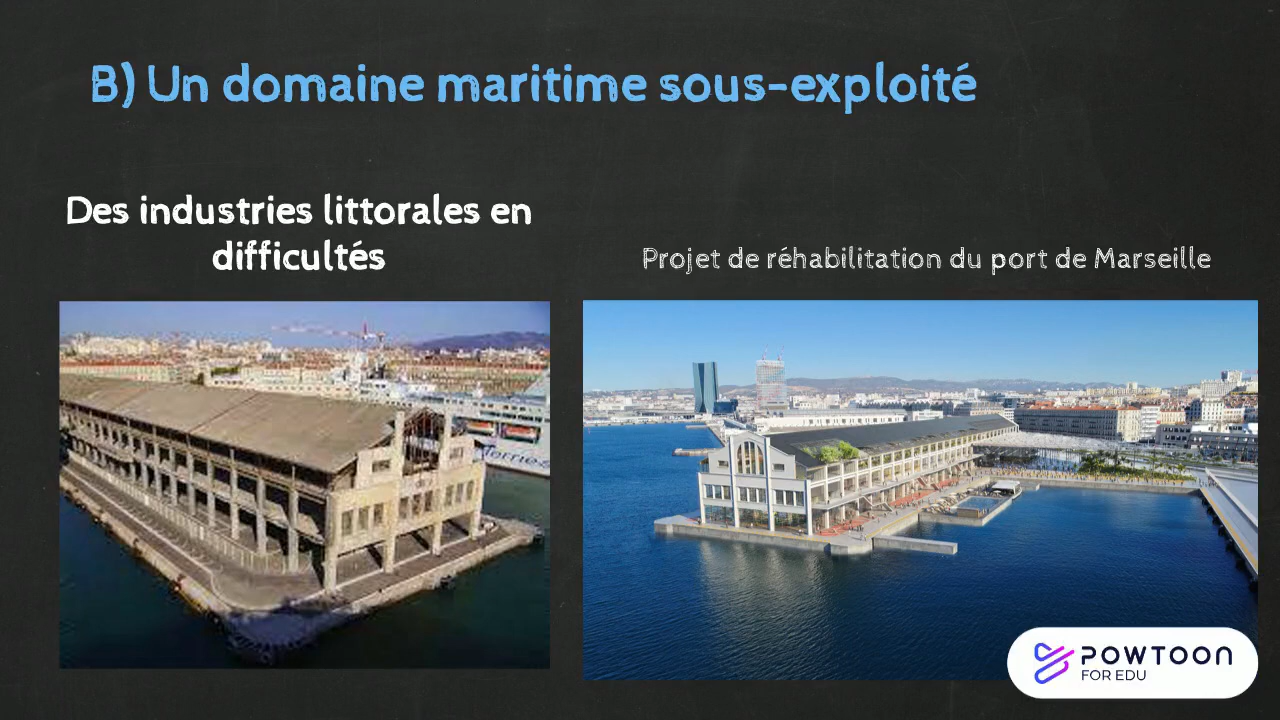 B) Un domaine maritime sous-exploité
Des industries littorales en
difficultés
Projet de réhabilitation du port de Marseille
POWTOON
FOR EDU